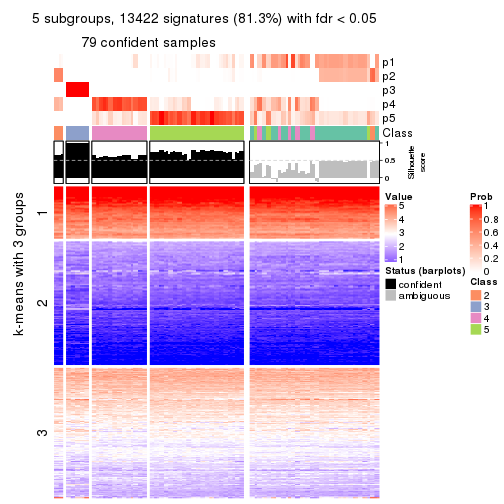 5 subgroups, 13422 signatures (81.3%) with fdr < 0.05
79 confident samples
p1
p2
p3
p4
p5
Class
1
0.5
0
Silhouette
score
k-means with 3 groups
1
2
3
Value
5
4
3
2
1
Status (barplots)
confident
ambiguous
Prob
1
0.8
0.6
0.4
0.2
0
Class
2
3
4
5